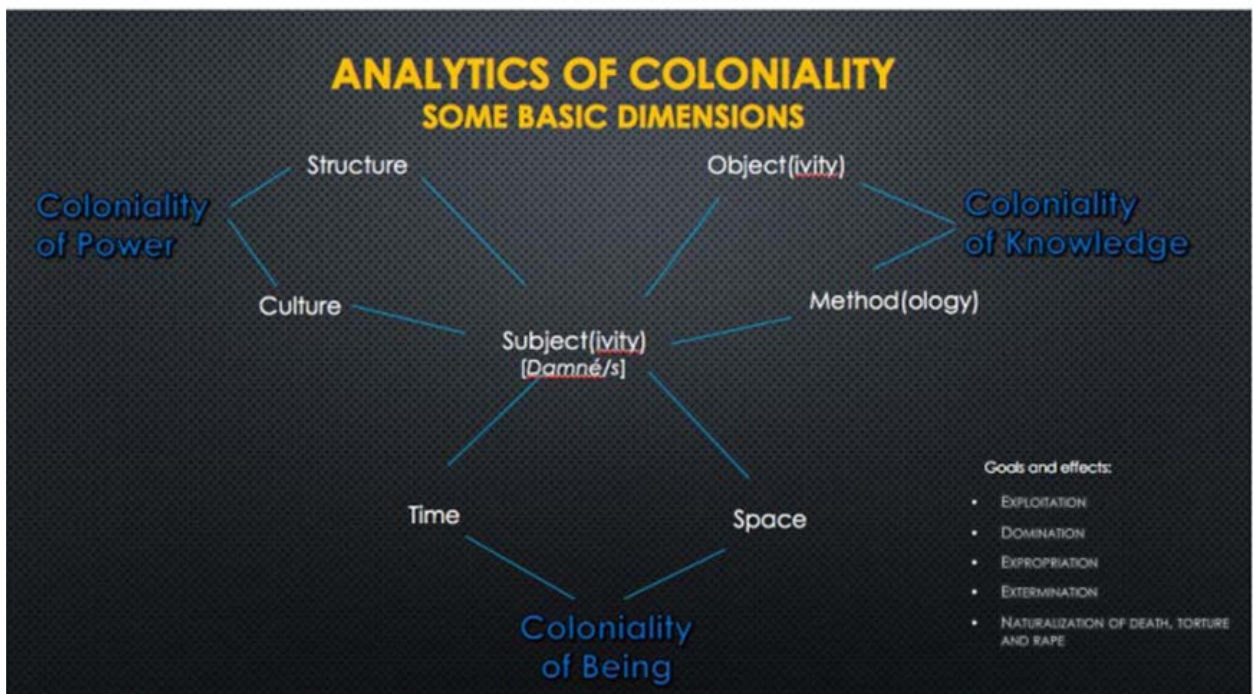 ANALYTICS OF COLONIALITY
SOME BASIC DIMENSIONS
Structure
Object(ivity)
Coloniality
of Power
Coloniality
of Knowledge
Culture
Method(ology)
Subject(ivity)
[Damné/s]
Time
Space
Coloniality
of Being
Goals and effects:
• EXPLOITATION
• DOMINATION
• EXPROPRIATION
• EXTERMINATION
• NATURALIZATION OF DEATH, TORTURE
AND RAPE